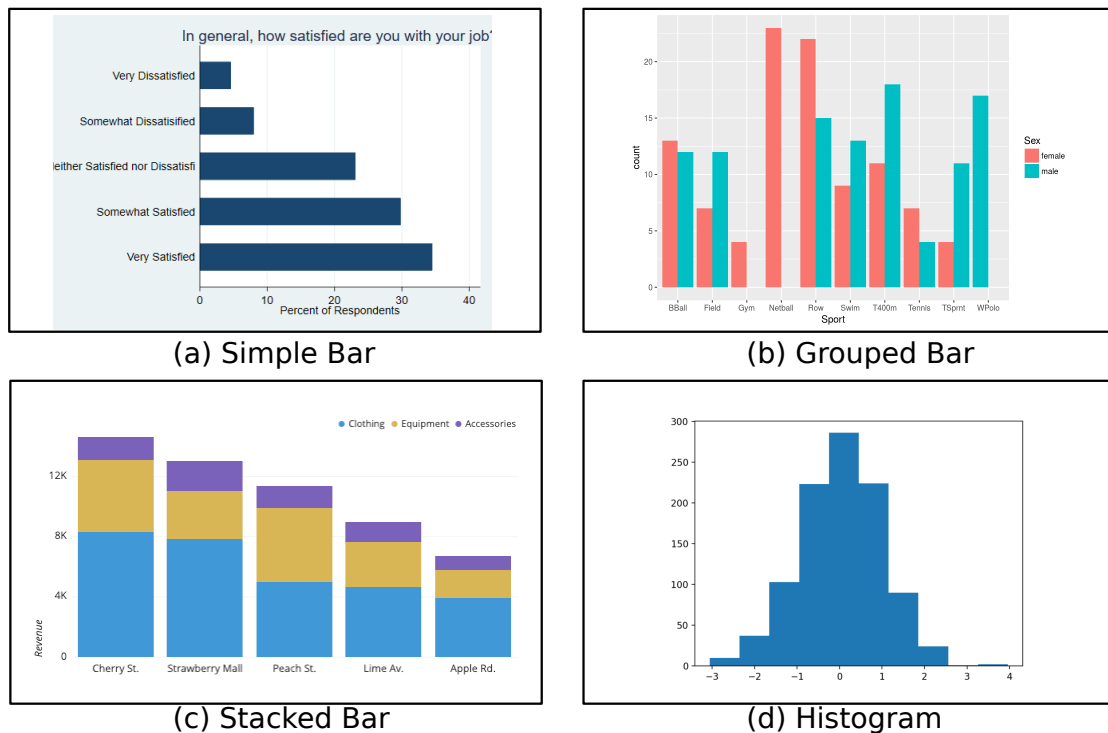 In general, how satisfied are you with your job?
Very Dissatisfied
Somewhat Dissatisified
either Satisfied nor Dissatisfi
Somewhat Satisfied
Very Satisfied
0 10 20 30 40
Percent of Respondents
(a) Simple Bar
20
15
10
5
0
count
BBall Field Gym Netball Row Swim T400m Tennis TSprnt WPolo
Sport
Sex
female
male
(b) Grouped Bar
Clothing Equipment Accessories
12K
8K
4K
0
Revenue
Cherry St. Strawberry Mall Peach St. Lime Av. Apple Rd.
(c) Stacked Bar
300
250
200
150
100
50
0
−3 −2 −1 0 1 2 3 4
(d) Histogram